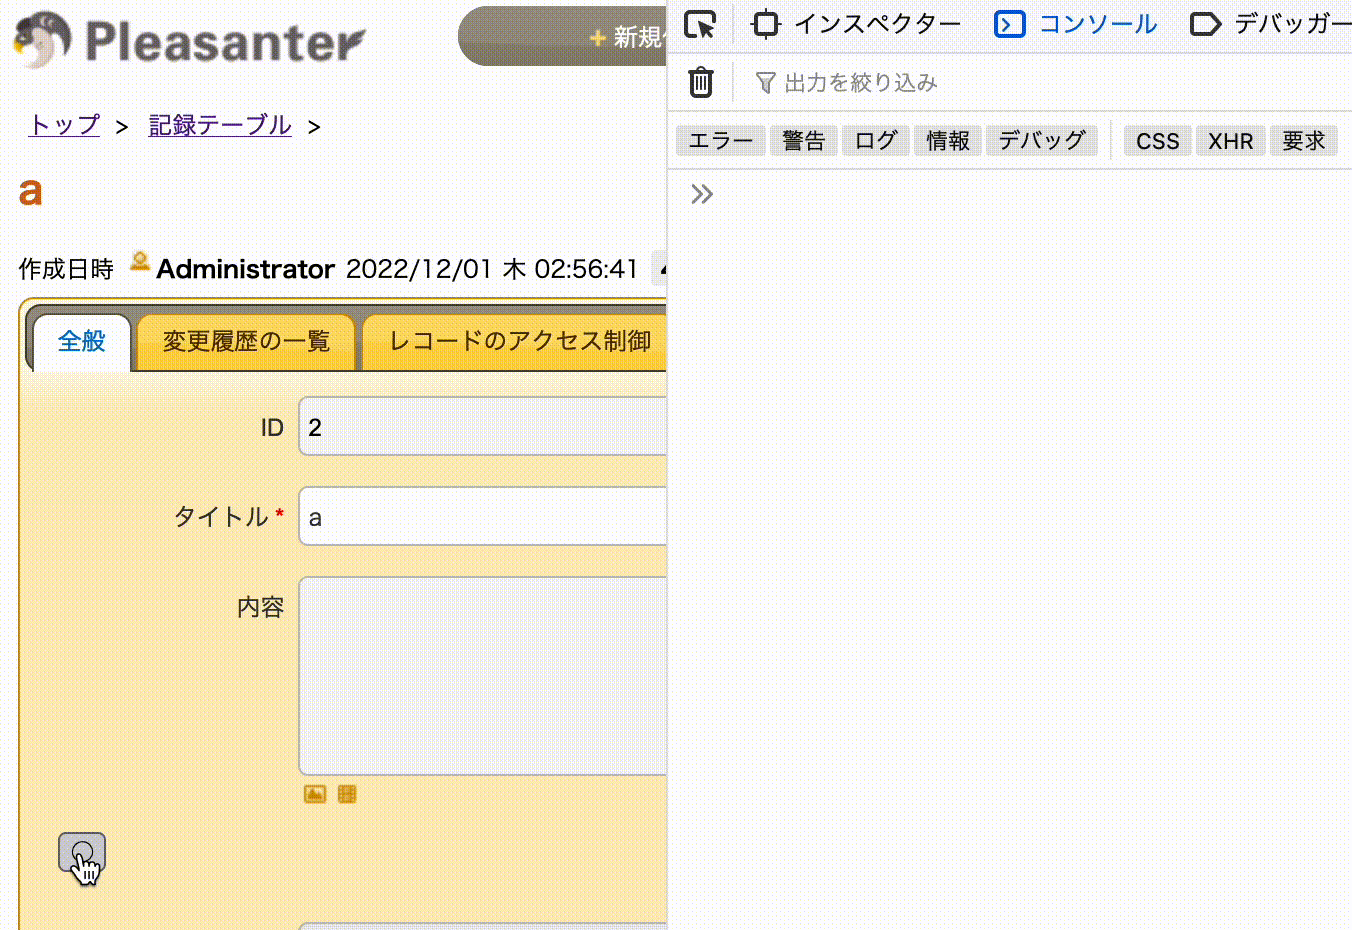 Pleasanter
+ 新規
トップ > 記録テーブル >
a
作成日時 Administrator 2022/12/01 木 02:56:41
全般 変更履歴の一覧 レコードのアクセス制御
ID 2
タイトル* a
内容
インスペクター コンソール デバッガー
出力を絞り込み
エラー 警告 ログ 情報 デバッグ CSS XHR 要求